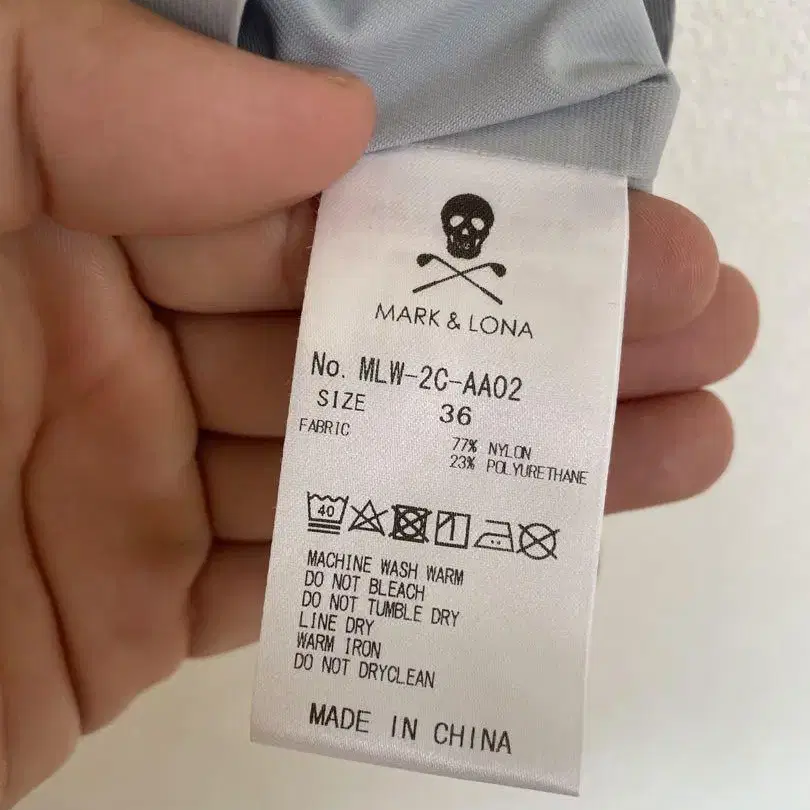 MARK & LONA
No. MLW-2C-AA02
SIZE 36
FABRIC
77% NYLON
23% POLYURETHANE
40
MACHINE WASH WARM
DO NOT BLEACH
DO NOT TUMBLE DRY
LINE DRY
WARM IRON
DO NOT DRYCLEAN
MADE IN CHINA